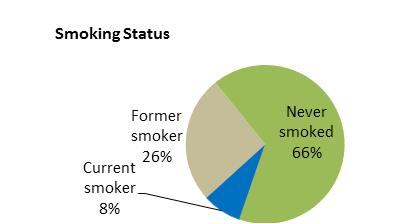 Smoking Status
Never
smoked
66%
Former
smoker
26%
Current
smoker
8%